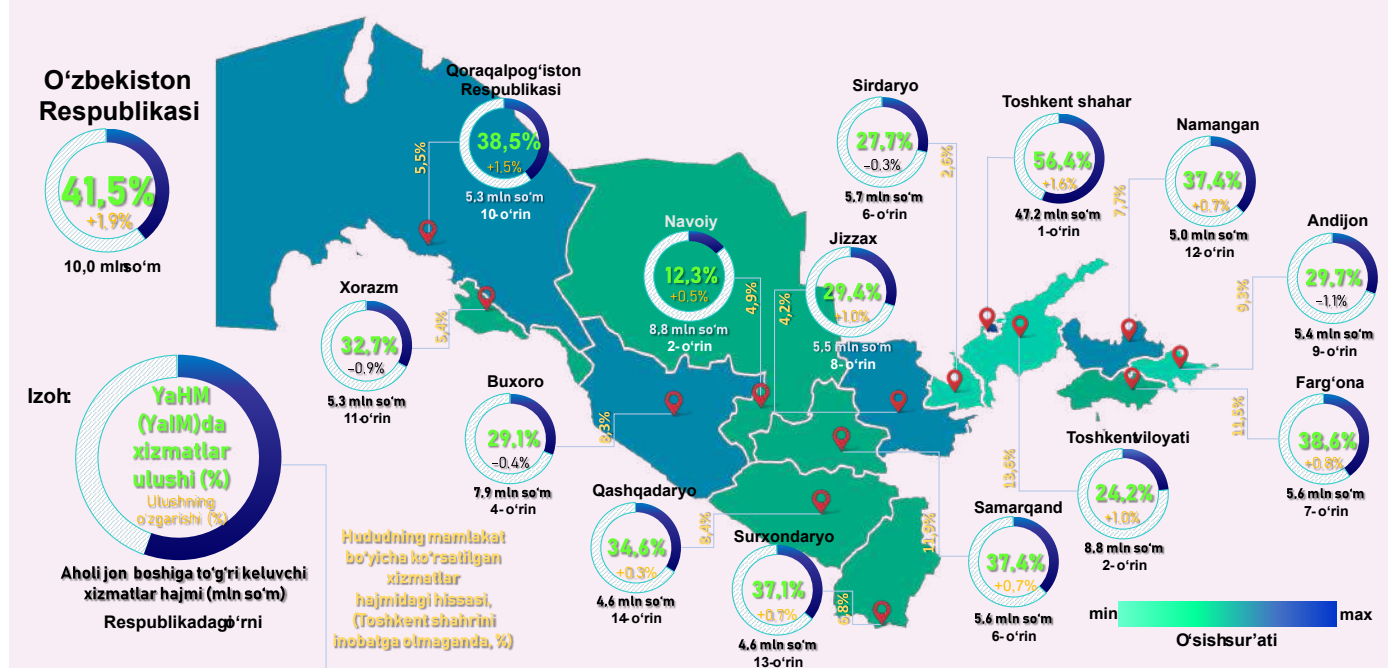 O‘zbekiston
Respublikasi
41,5%
+1.9%
10,0 mln so‘m
Qoraqalpog‘iston
Respublikasi
38,5%
+1.5%
5,3 mln so‘m
10-o‘rin
5,5%
Xorazm
32,7%
–0.9%
5.3 mln so‘m
11-o‘rin
5,4%
Navoiy
12,3%
+0.5%
8,8 mln so‘m
2- o‘rin
4,9%
Buxoro
29,1%
–0.4%
7.9 mln so‘m
4- o‘rin
8,3%
Jizzax
29,4%
+1.0%
5,5 mln so‘m
8- o‘rin
4,2%
Sirdaryo
27,7%
–0.3%
5.7 mln so‘m
6- o‘rin
2,6%
Toshkent shahar
56,4%
+1.6%
47.2 mln so‘m
1-o‘rin
Namangan
37,4%
+0.7%
5.0 mln so‘m
12-o‘rin
7,7%
Andijon
29,7%
–1.1%
5.4 mln so‘m
9- o‘rin
9,3%
Farg‘ona
38,6%
+0.8%
5.6 mln so‘m
7- o‘rin
11,5%
Toshkent viloyati
24,2%
+1.0%
8,8 mln so‘m
2- o‘rin
13,6%
Samarqand
37,4%
+0,7%
5.6 mln so‘m
6- o‘rin
11,9%
Qashqadaryo
34,6%
+0.3%
4.6 mln so‘m
14-o‘rin
8,4%
Surxondaryo
37,1%
+0.7%
4.6 mln so‘m
13-o‘rin
6,8%
Izoh:
YaHM
(YaIM)da
xizmatlar
ulushi (%)
Ulushning
o‘zgarishi (%)
Aholi jon boshiga to‘g‘ri keluvchi
xizmatlar hajmi (mln so‘m)
Respublikadagi o‘rni
Hududning mamlakat
bo‘yicha ko‘rsatilgan
xizmatlar
hajmidagi hissasi,
(Toshkent shahrini
inobatga olmaganda, %)
min
max
O‘sish sur’ati